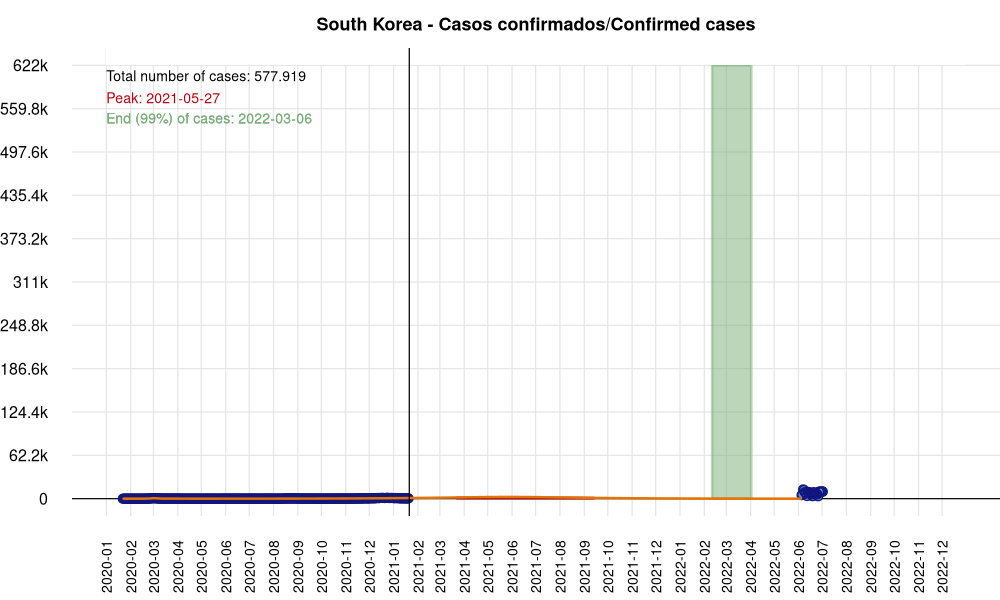 South Korea - Casos confirmados/Confirmed cases
Total number of cases: 577.919
Peak: 2021-05-27
End (99%) of cases: 2022-03-06
622k
559.8k
497.6k
435.4k
373.2k
311k
248.8k
186.6k
124.4k
62.2k
0
2020-01
2020-02
2020-03
2020-04
2020-05
2020-06
2020-07
2020-08
2020-09
2020-10
2020-11
2020-12
2021-01
2021-02
2021-03
2021-04
2021-05
2021-06
2021-07
2021-08
2021-09
2021-10
2021-11
2021-12
2022-01
2022-02
2022-03
2022-04
2022-05
2022-06
2022-07
2022-08
2022-09
2022-10
2022-11
2022-12